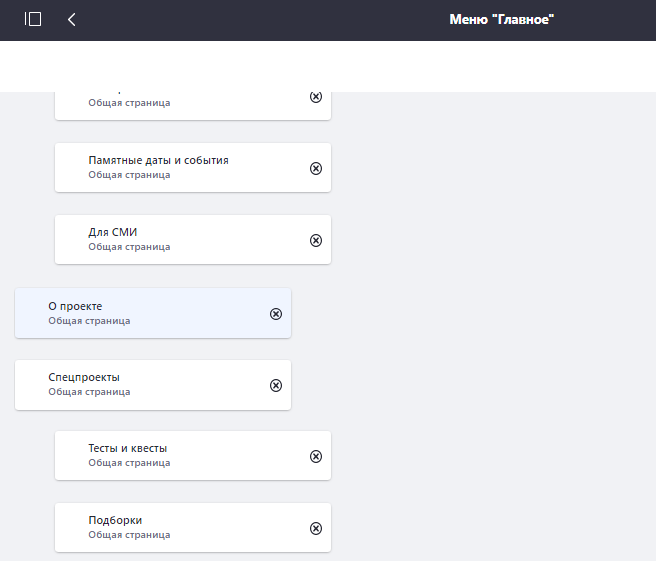 Меню "Главное"
Общая страница
Памятные даты и события
Общая страница
Для СМИ
Общая страница
О проекте
Общая страница
Спецпроекты
Общая страница
Тесты и квесты
Общая страница
Подборки
Общая страница